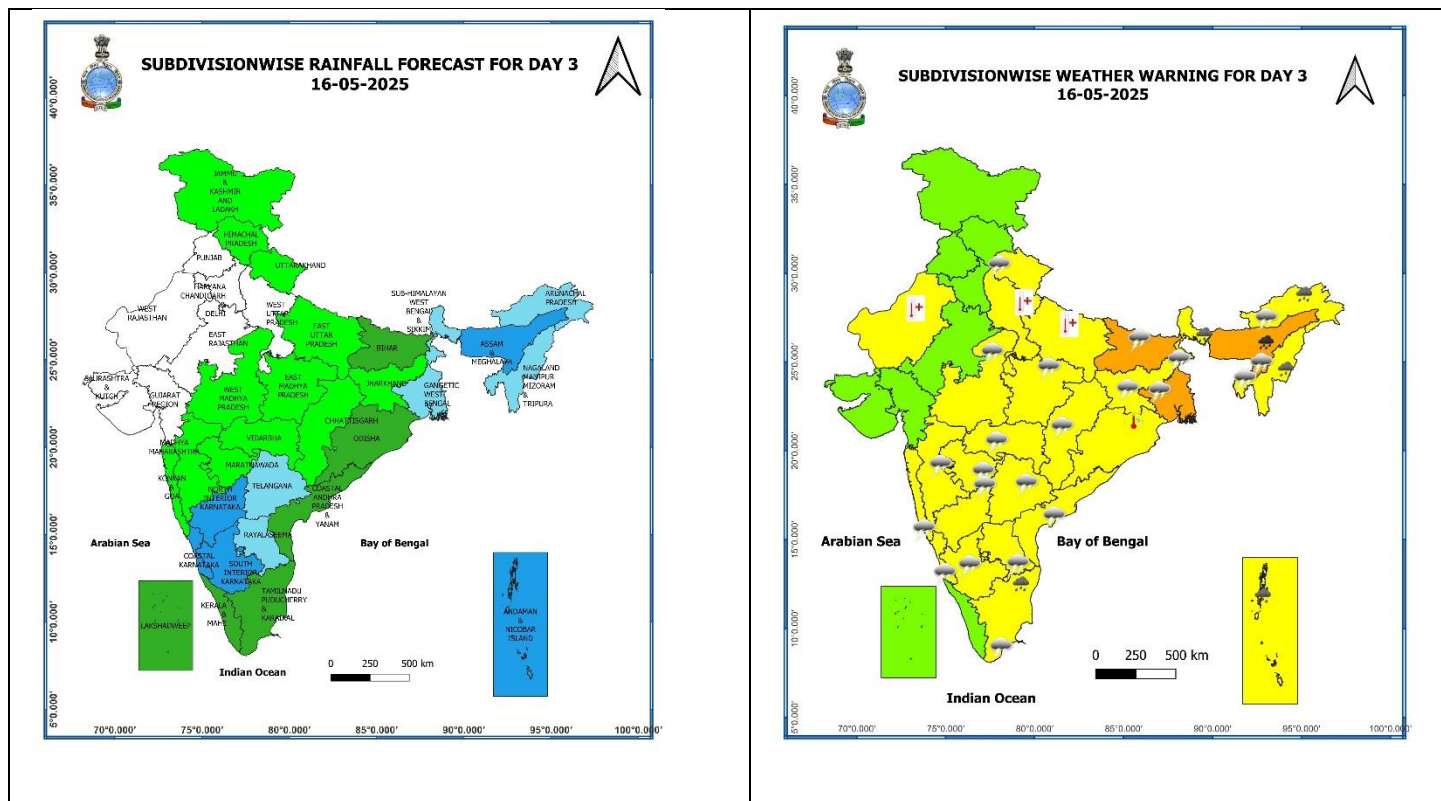 SUBDIVISIONWISE RAINFALL FORECAST FOR DAY 3
16-05-2025
40°0.000'
35°0.000'
30°0.000'
25°0.000'
20°0.000'
15°0.000'
10°0.000'
5°0.000'
JAMMU
&
KASHMIR
AND
LADAKH
HIMACHAL
PRADESH
PUNJAB
UTTARAKHAND
HARYANA
CHANDIGARH
&
DELHI
WEST
RAJASTHAN
EAST
RAJASTHAN
WEST
UTTAR
PRADESH
EAST
UTTAR
PRADESH
SUB-HIMALAYAN
WEST
BENGAL
&
SIKKIM
ARUNACHAL
PRADESH
BIHAR
ASSAM
&
MEGHALAYA
NAGALAND
MANIPUR
MIZORAM
&
TRIPURA
SAURASHTRA
&
KUTCH
GUJARAT
REGION
WEST
MADHYA
PRADESH
EAST
MADHYA
PRADESH
JHARKHAND
GANGETIC
WEST
BENGAL
CHHATTISGARH
ODISHA
MADHYA
MAHARASHTRA
VIDARBHA
KONKAN
&
GOA
MARATHAWADA
NORTH
INTERIOR
KARNATAKA
TELANGANA
COASTAL
ANDHRA
PRADESH
&
YANAM
RAYALASEEMA
COASTAL
KARNATAKA
SOUTH
INTERIOR
KARNATAKA
TAMILNADU
PUDUCHERRY
&
KARAIKAL
KERALA
&
MAHE
LAKSHADWEEP
ANDAMAN
&
NICOBAR
ISLAND
Arabian Sea
Bay of Bengal
Indian Ocean
0 250 500 km
70°0.000' 75°0.000' 80°0.000' 85°0.000' 90°0.000' 95°0.000' 100°0.000'
SUBDIVISIONWISE WEATHER WARNING FOR DAY 3
16-05-2025
40°0.000'
35°0.000'
30°0.000'
25°0.000'
20°0.000'
15°0.000'
10°0.000'
5°0.000'
Arabian Sea
Bay of Bengal
Indian Ocean
0 250 500 km
70°0.000' 75°0.000' 80°0.000' 85°0.000' 90°0.000' 95°0.000' 100°0.000'